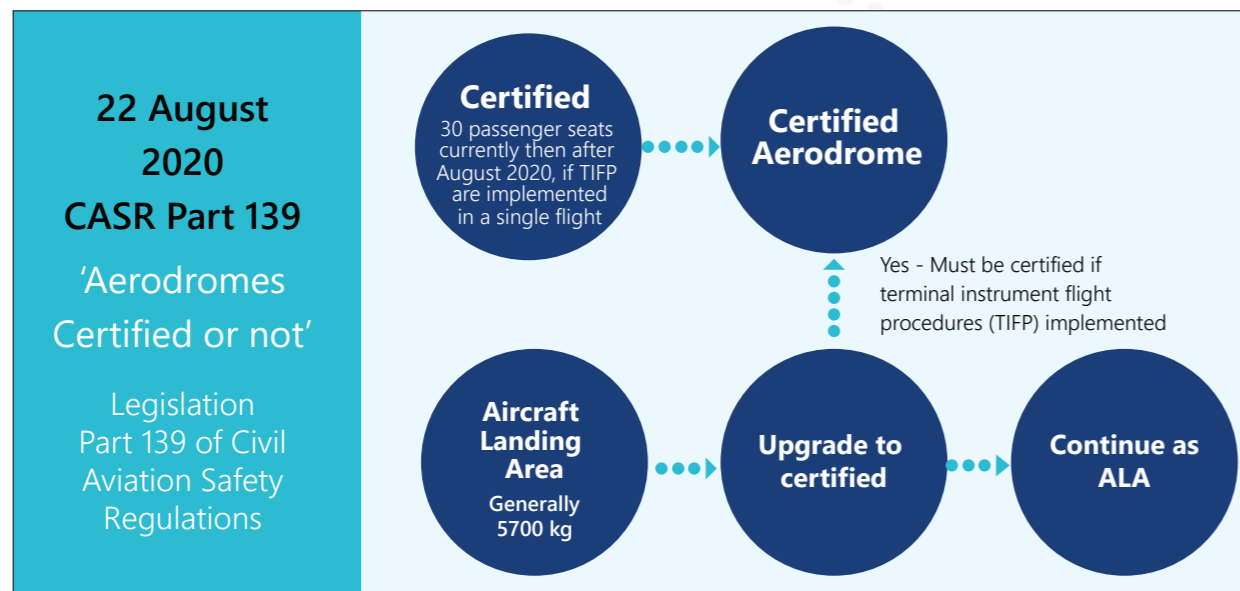 22 August
2020
CASR Part 139
'Aerodromes
Certified or not'
Legislation
Part 139 of Civil
Aviation Safety
Regulations
Certified
30 passenger seats
currently then after
August 2020, if TIFP
are implemented
in a single flight
Certified
Aerodrome
Yes - Must be certified if
terminal instrument flight
procedures (TIFP) implemented
Aircraft
Landing
Area
Generally
5700 kg
Upgrade to
certified
Continue as
ALA